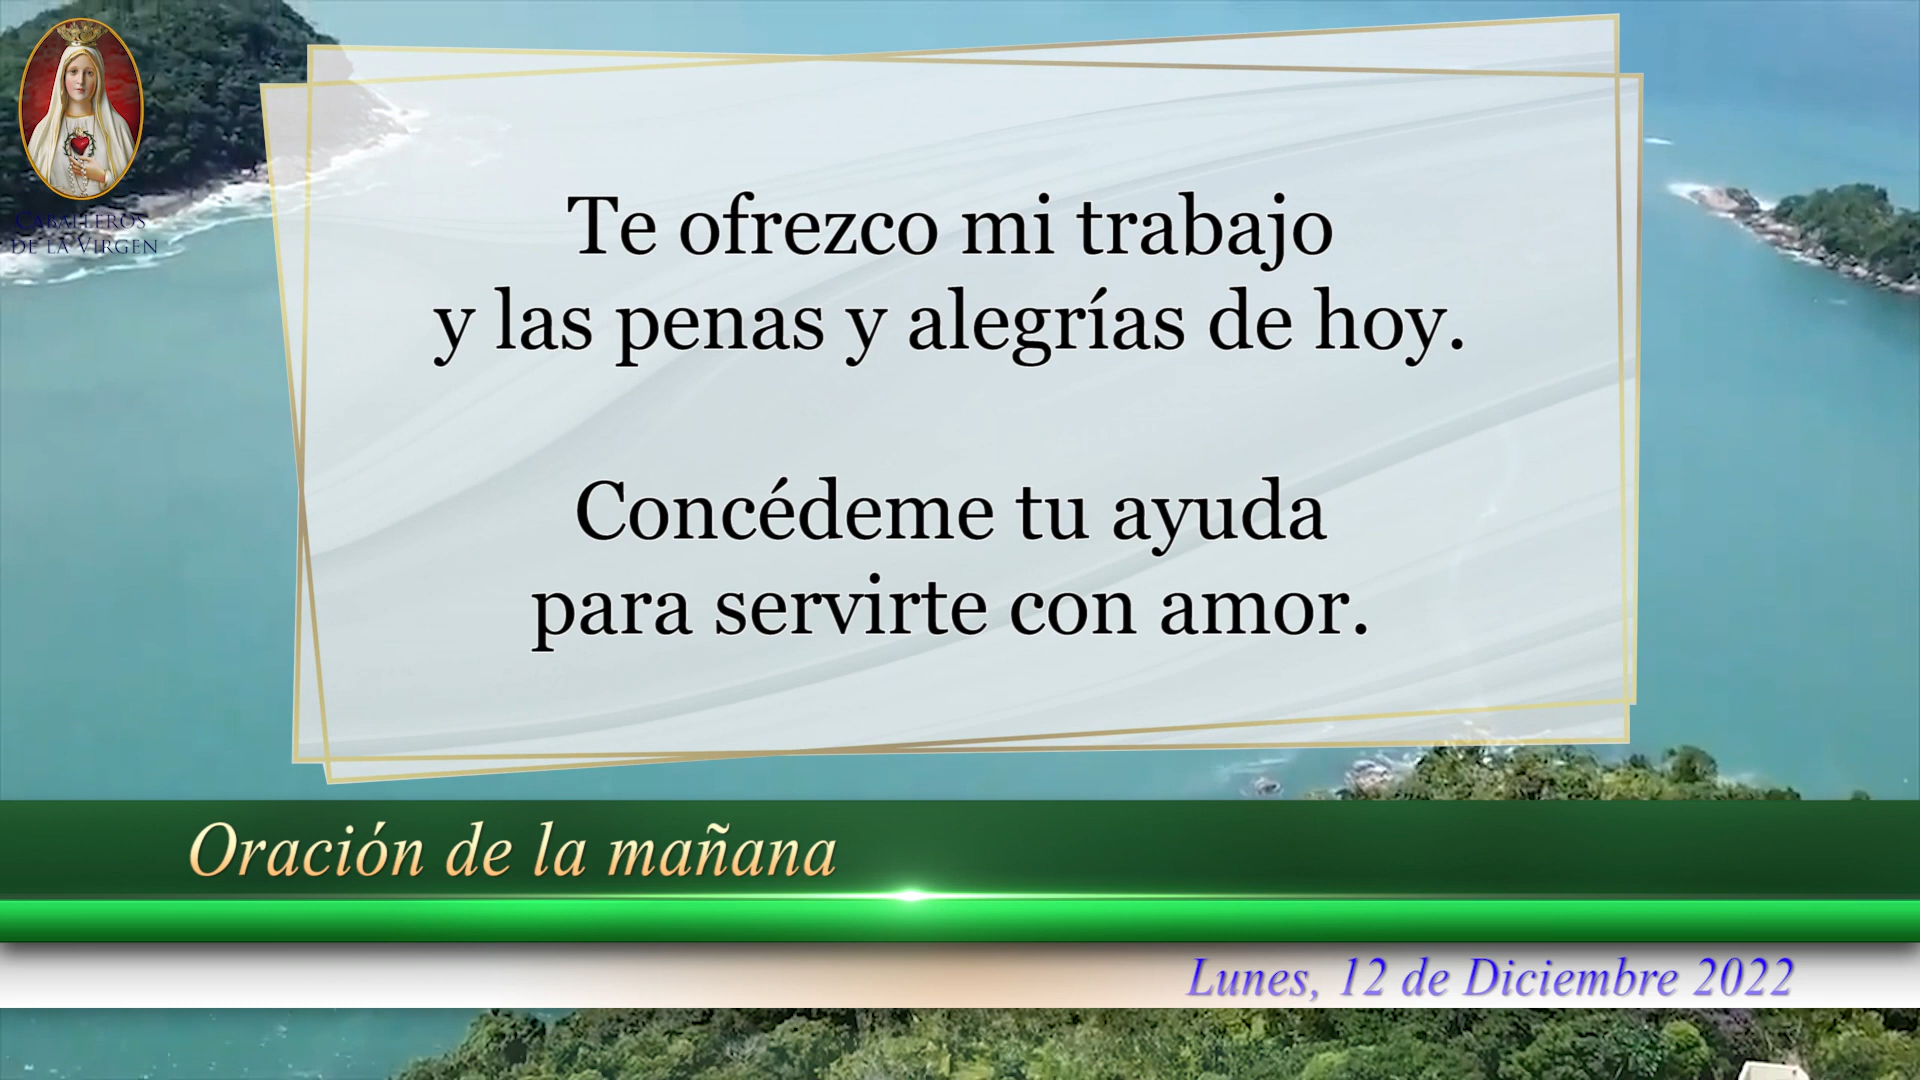 CABALLEROS
DE LA VIRGEN
Te ofrezco mi trabajo
y las penas y alegrías de hoy.
Concédeme tu ayuda
para servirte con amor.
Oración de la mañana
Lunes, 12 de Diciembre 2022